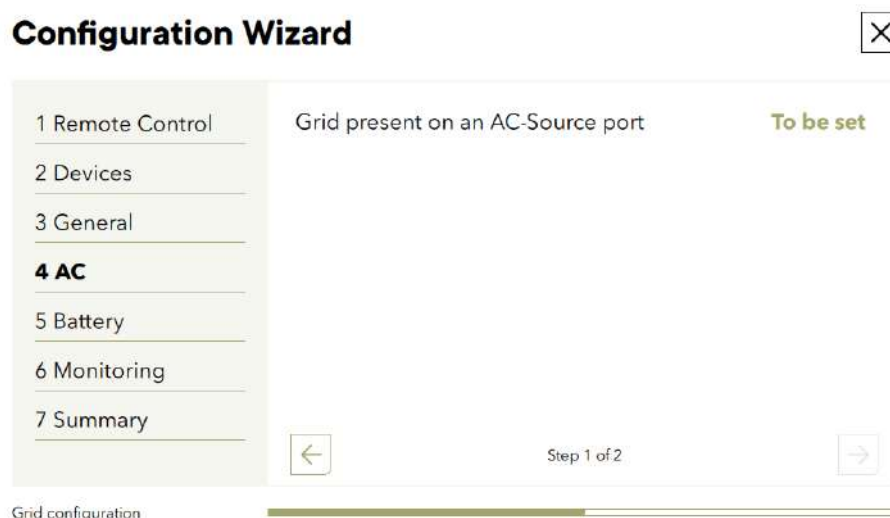 Configuration Wizard
1 Remote Control
2 Devices
3 General
4 AC
5 Battery
6 Monitoring
7 Summary
Grid present on an AC-Source port To be set
Step 1 of 2
Grid configuration